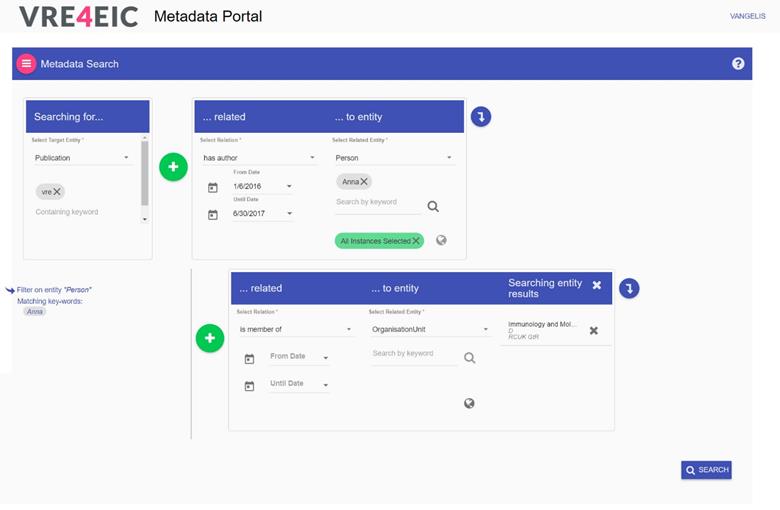 VRE4EIC Metadata Portal
VANGELIS
Metadata Search
Searching for...
Select Target Entity *
Publication
vre
Containing keyword
... related
... to entity
Select Relation *
has author
From Date
1/6/2016
Until Date
6/30/2017
Select Related Entity *
Person
Anna
Search by keyword
All Instances Selected
Filter on entity "Person"
Matching key-words:
Anna
... related
... to entity
Searching entity
results
Select Relation *
is member of
From Date
Until Date
Select Related Entity *
OrganisationUnit
Search by keyword
Immunology and Mol...
D
RCUK GtR
SEARCH